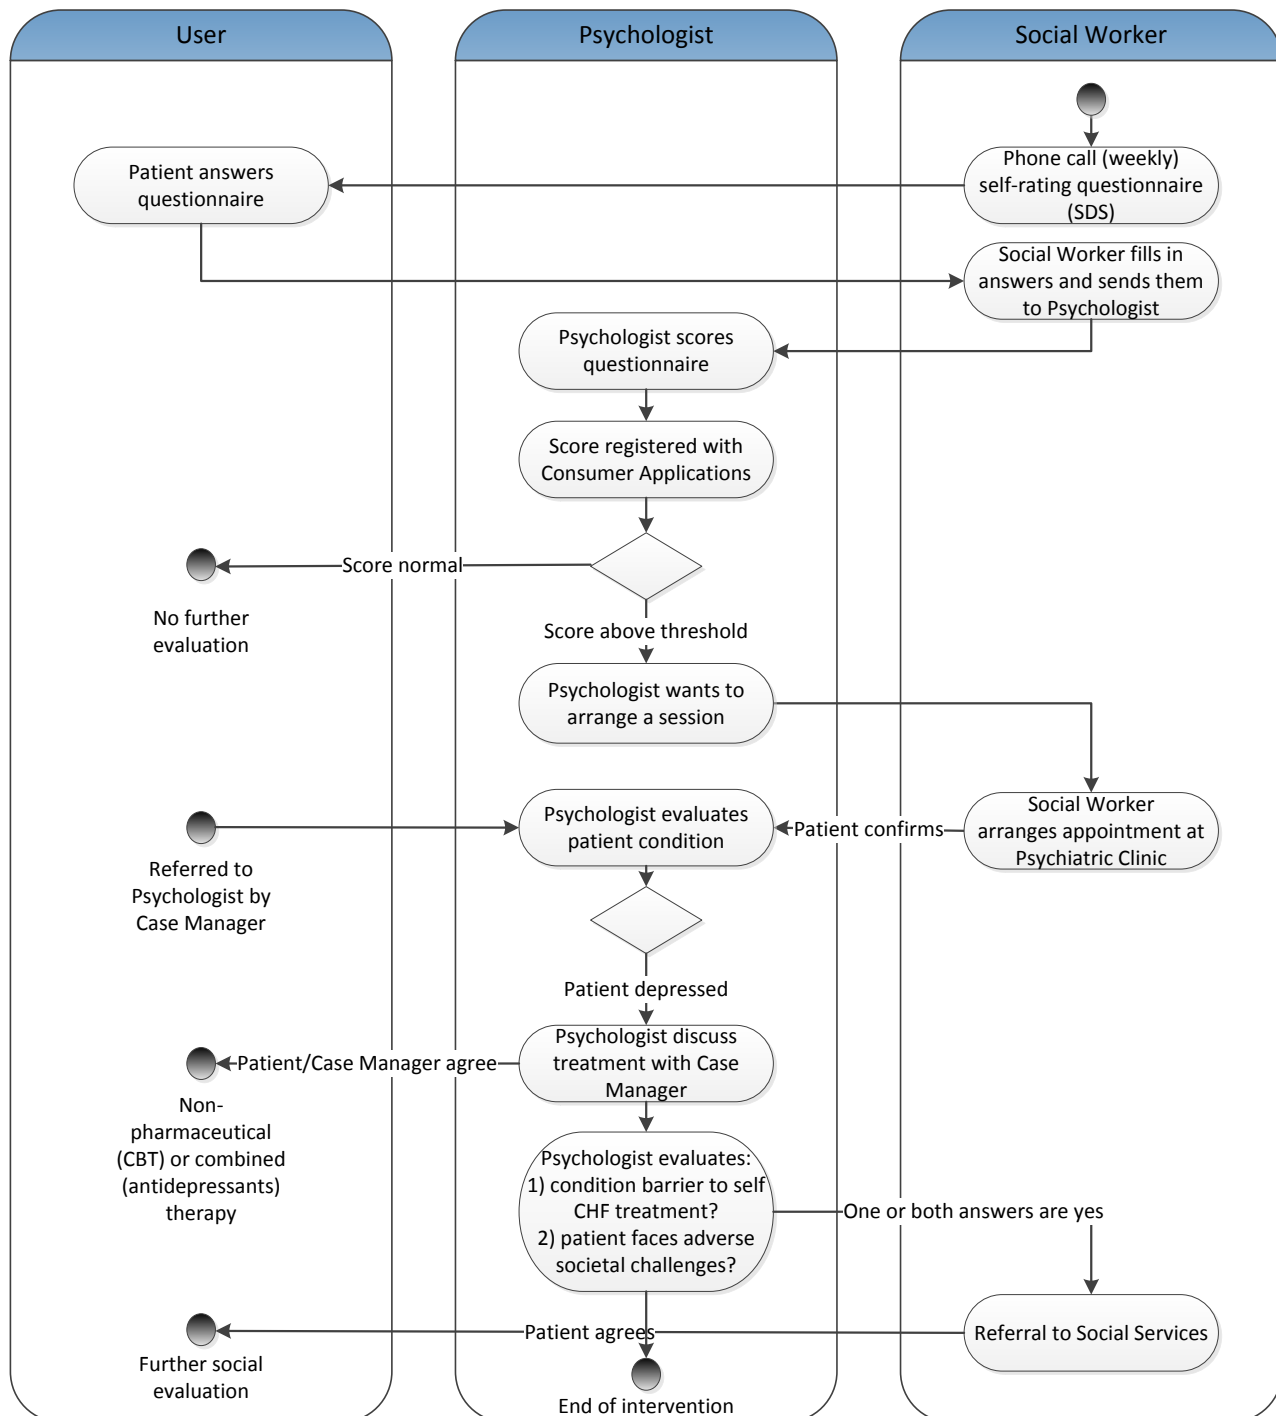 User
Psychologist
Social Worker
Phone call (weekly)
self-rating questionnaire
(SDS)
Patient answers
questionnaire
Social Worker fills in
answers and sends them
to Psychologist
Psychologist scores
questionnaire
Score registered with
Consumer Applications
Score normal
No further
evaluation
Score above threshold
Psychologist wants to
arrange a session
Social Worker
arranges appointment at
Psychiatric Clinic
Patient confirms
Psychologist evaluates
patient condition
Referred to
Psychologist by
Case Manager
Patient depressed
Psychologist discuss
treatment with Case
Manager
Patient/Case Manager agree
Non-
pharmaceutical
(CBT) or combined
(antidepressants)
therapy
Psychologist evaluates:
1) condition barrier to self
CHF treatment?
2) patient faces adverse
societal challenges?
One or both answers are yes
Referral to Social Services
Patient agrees
Further social
evaluation
End of intervention